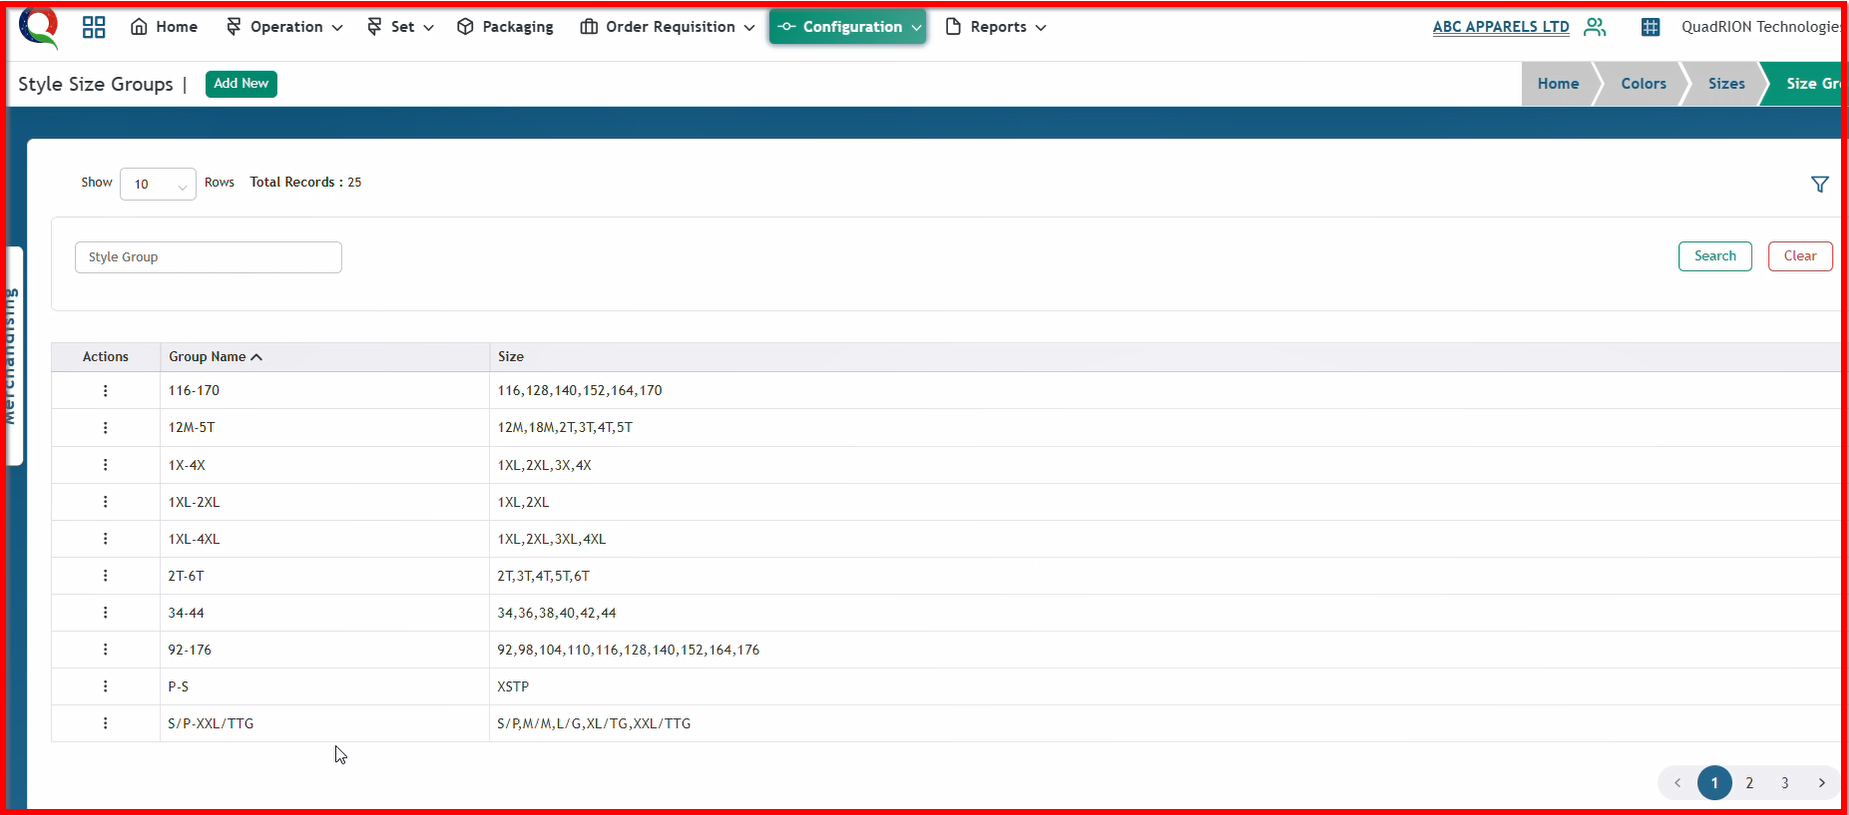 Home Operation Set Packaging Order Requisition Configuration Reports ABC APPARELS LTD QuadRION Technologies
Style Size Groups | Add New Home Colors Sizes Size Gr
Show 10 Rows Total Records : 25
Merchandising
Style Group Search Clear
Actions Group Name Size
116-170 116,128,140,152,164,170
12M-5T 12M,18M,2T,3T,4T,5T
1X-4X 1XL,2XL,3X,4X
1XL-2XL 1XL,2XL
1XL-4XL 1XL,2XL,3XL,4XL
2T-6T 2T,3T,4T,5T,6T
34-44 34,36,38,40,42,44
92-176 92,98,104,110,116,128,140,152,164,176
P-S XSTP
S/P-XXL/TTG S/P,M/M,L/G,XL/TG,XXL/TTG
< 1 2 3 >